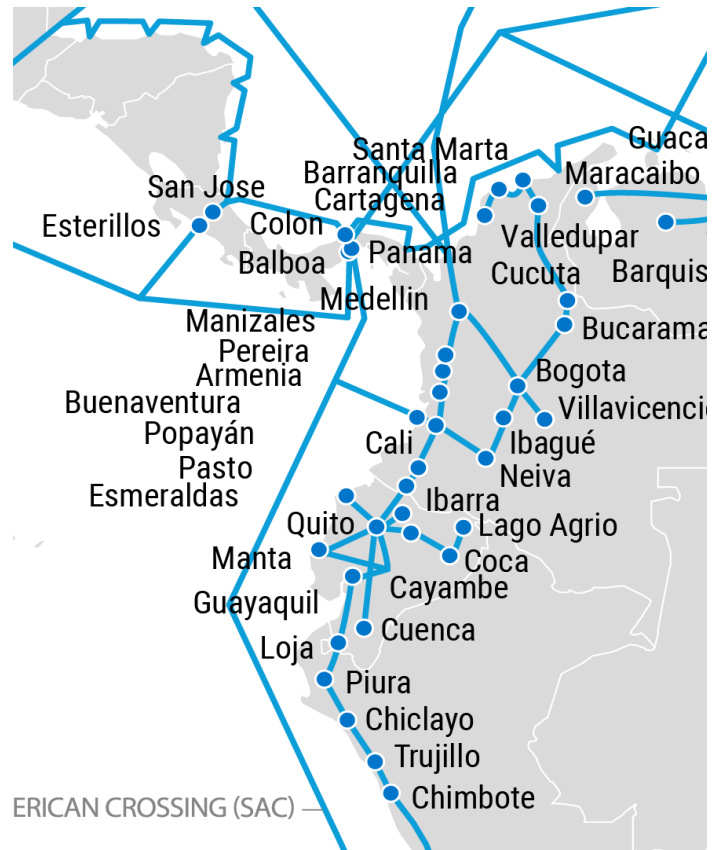 Santa Marta
Guaca
Barranquilla
Maracaibo
San Jose
Cartagena
Esterillos
Colon
Valledupar
Panama
Balboa
Cucuta
Barquis
Medellin
Manizales
Bucarama
Pereira
Armenia
Bogota
Buenaventura
Villavicencio
Popayán
Cali
Ibagué
Pasto
Neiva
Esmeraldas
Ibarra
Quito
Lago Agrio
Manta
Coca
Cayambe
Guayaquil
Cuenca
Loja
Piura
Chiclayo
Trujillo
ERICAN CROSSING (SAC)
Chimbote